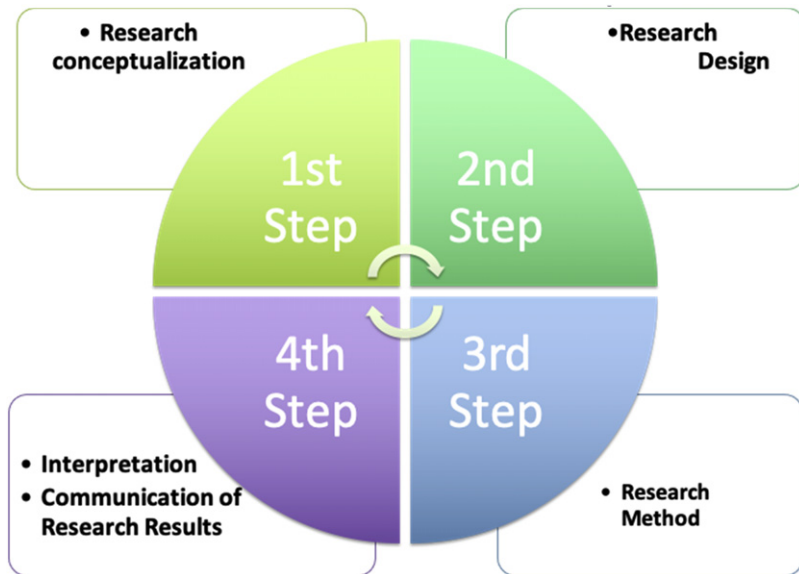 • Research
conceptualization
•Research
Design
1st
Step
2nd
Step
4th
Step
3rd
Step
• Interpretation
• Communication of
Research Results
• Research
Method